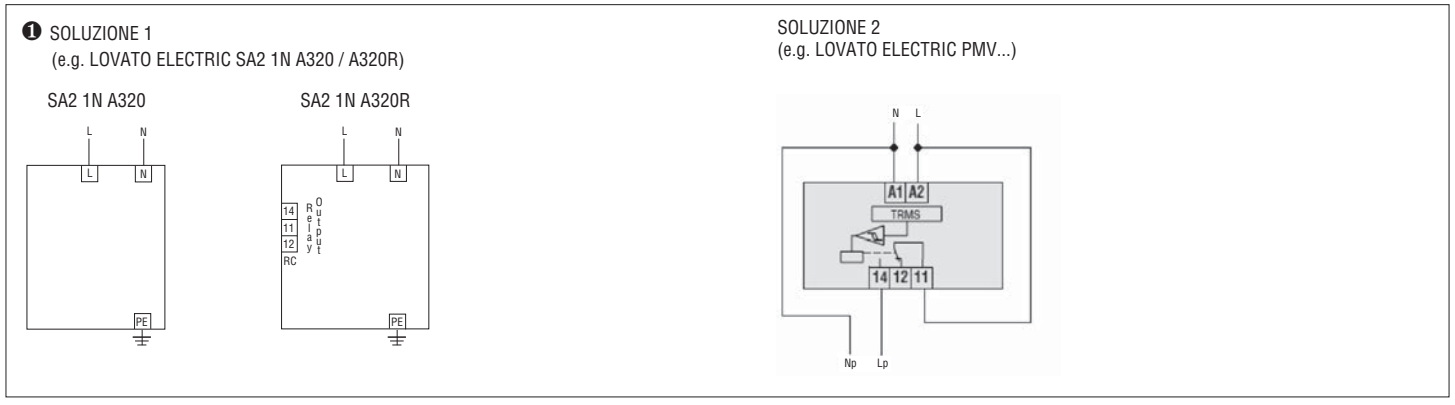 ❶ SOLUZIONE 1
(e.g. LOVATO ELECTRIC SA2 1N A320 / A320R)
SA2 1N A320
L N
L N
PE
SA2 1N A320R
L N
L N
14
11
12
RC
Relay
Output
PE
SOLUZIONE 2
(e.g. LOVATO ELECTRIC PMV...)
N L
A1 A2
TRMS
14 12 11
Np Lp